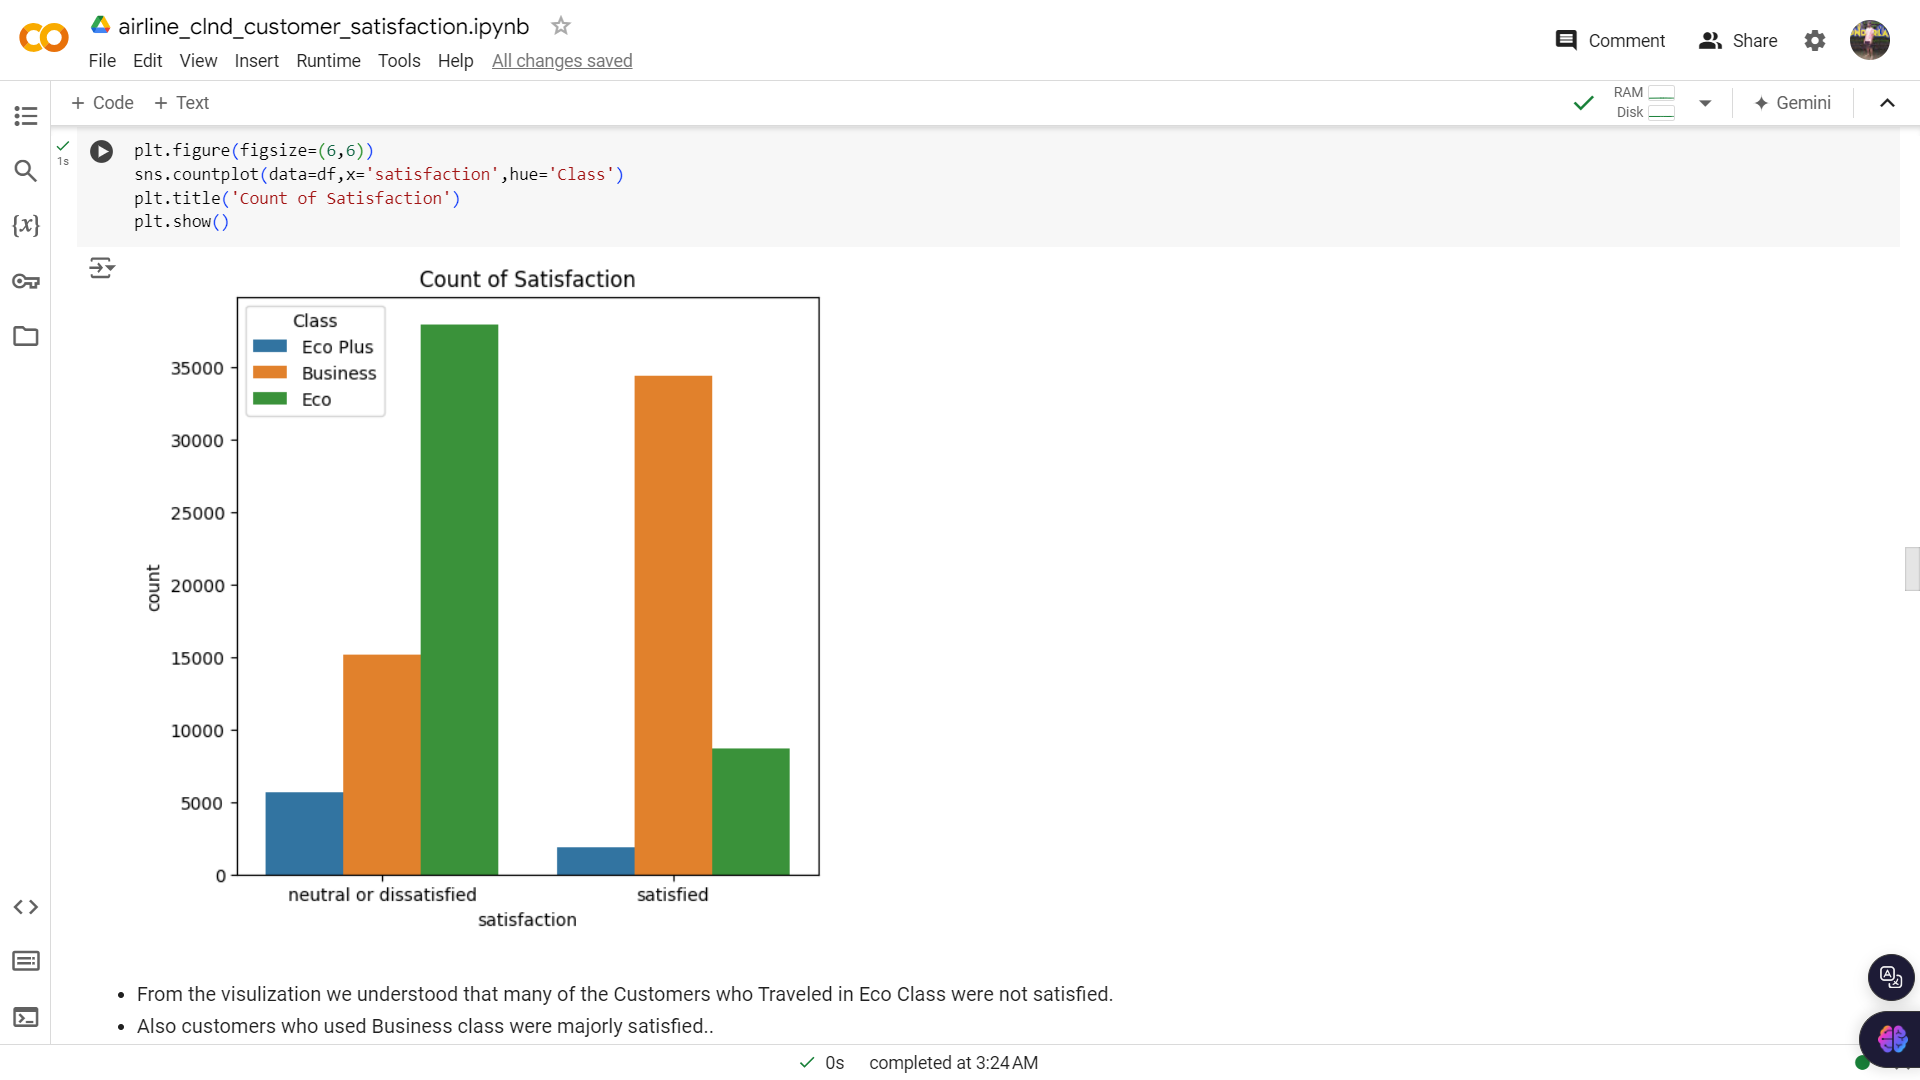 airline_clnd_customer_satisfaction.ipynb
File Edit View Insert Runtime Tools Help All changes saved
Comment Share
+ Code + Text
RAM
Disk
Gemini
1s
plt.figure(figsize=(6,6))
sns.countplot(data=df,x='satisfaction',hue='Class')
plt.title('Count of Satisfaction')
plt.show()
{x}
Count of Satisfaction
Class
Eco Plus
Business
Eco
35000
30000
25000
20000
15000
10000
5000
0
count
neutral or dissatisfied satisfied
satisfaction
• From the visulization we understood that many of the Customers who Traveled in Eco Class were not satisfied.
• Also customers who used Business class were majorly satisfied..
0s completed at 3:24 AM